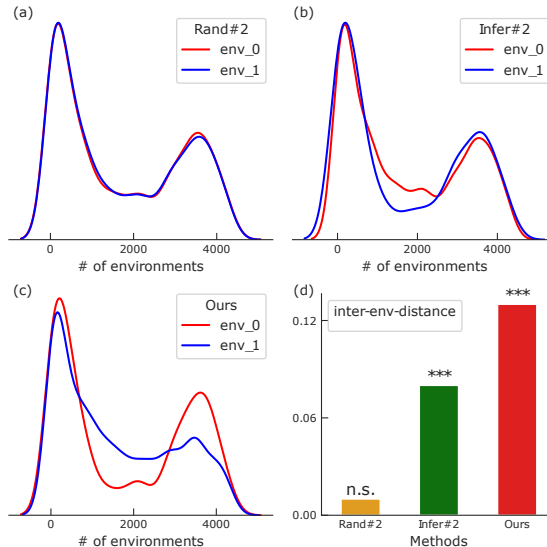 (a)
Rand#2
env_0
env_1
0
2000
4000
# of environments
(b)
Infer#2
env_0
env_1
0
2000
4000
# of environments
(c)
Ours
env_0
env_1
0
2000
4000
# of environments
(d)
inter-env-distance
0.12
0.06
0.00
n.s.
***
***
Rand#2
Infer#2
Ours
Methods